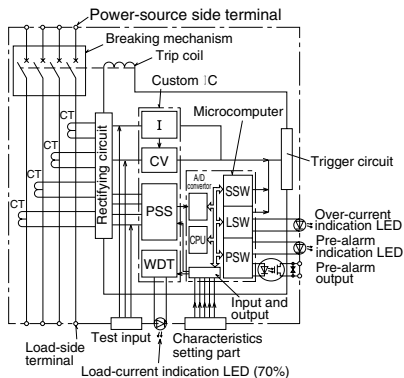 Power-source side terminal
Breaking mechanism
Trip coil
Custom IC
Microcomputer
CT
CT
CT
CT
Rectifying circuit
I
CV
PSS
WDT
A/D
convertor
CPU
SSW
LSW
PSW
Trigger circuit
Over-current
indication LED
Pre-alarm
indication LED
Pre-alarm
output
Input and
output
Load-side
terminal
Test input
Characteristics
setting part
Load-current indication LED (70%)